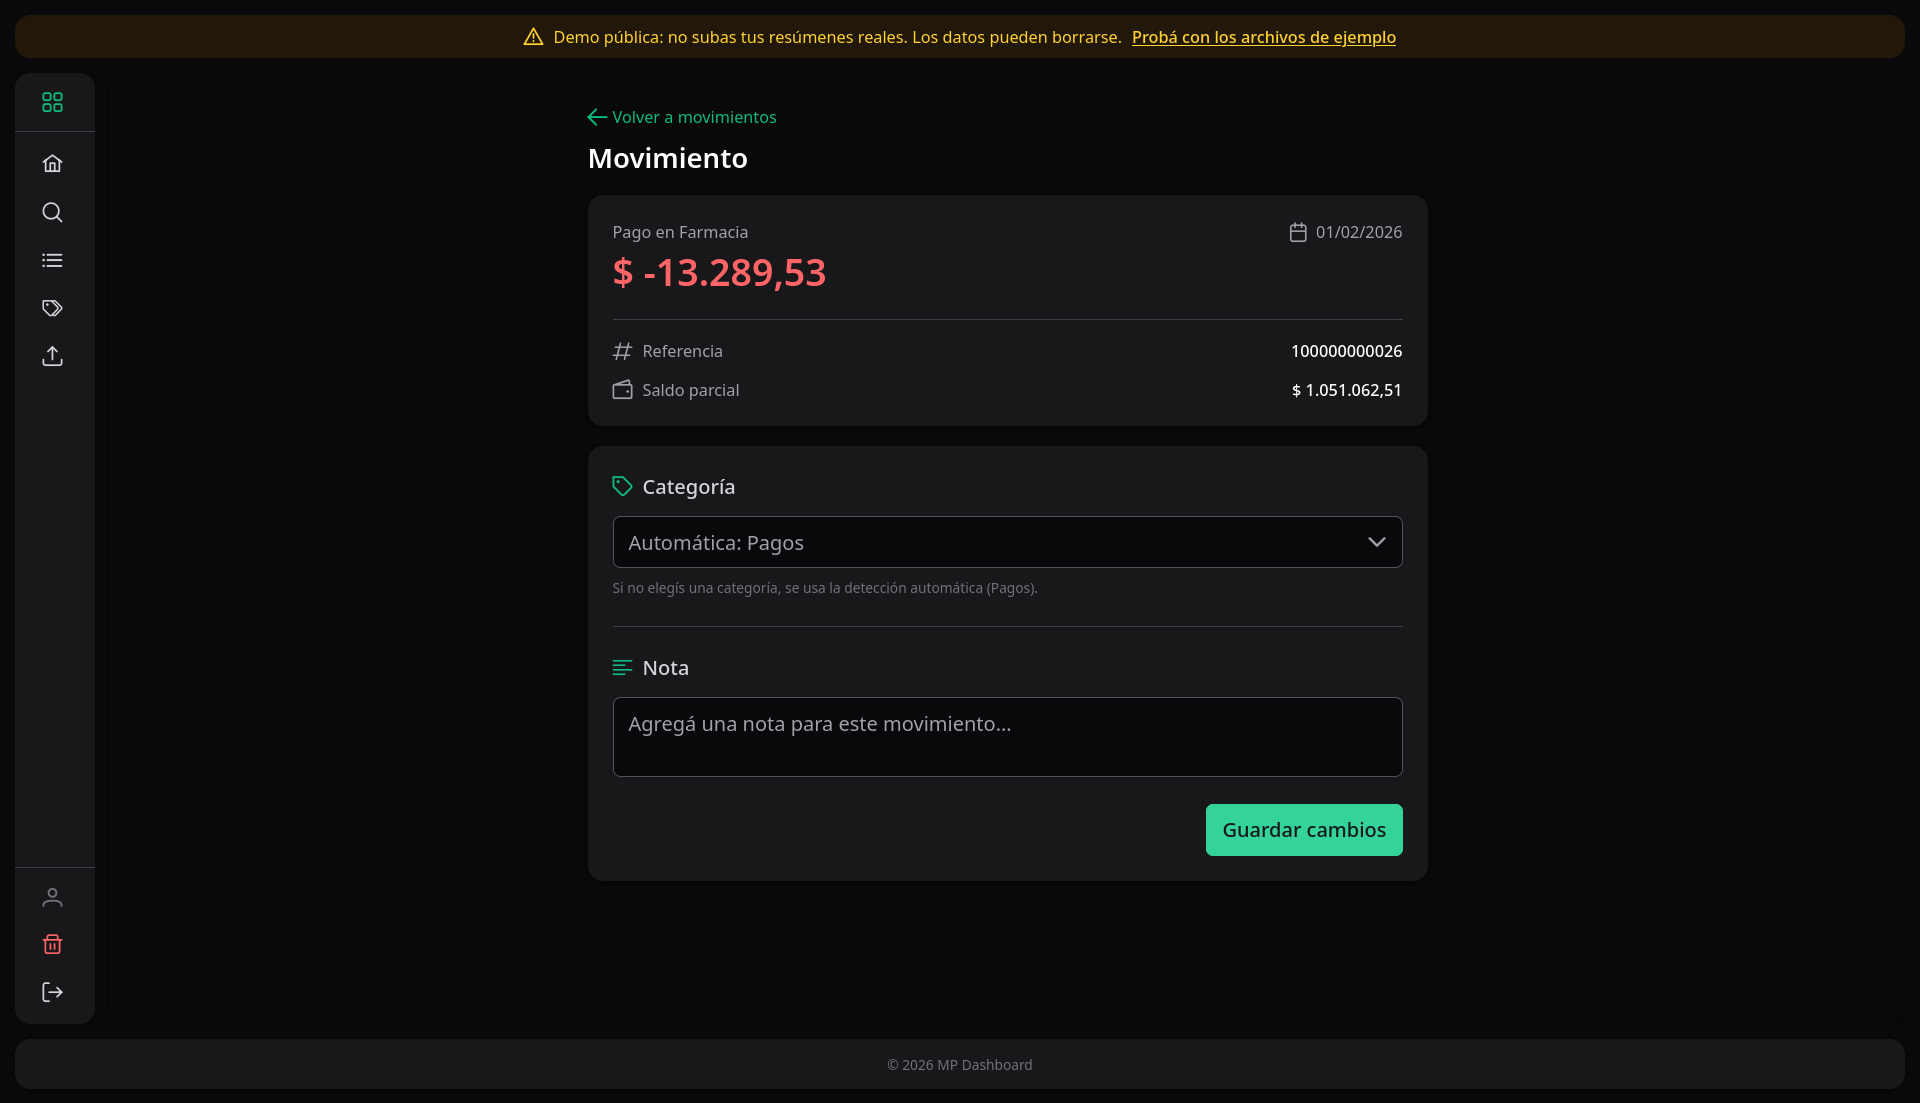 Demo pública: no subas tus resúmenes reales. Los datos pueden borrarse. Probá con los archivos de ejemplo
Volver a movimientos
Movimiento
Pago en Farmacia 01/02/2026
$ -13.289,53
Referencia 100000000026
Saldo parcial $ 1.051.062,51
Categoría
Automática: Pagos
Si no elegís una categoría, se usa la detección automática (Pagos).
Nota
Agregá una nota para este movimiento...
Guardar cambios
© 2026 MP Dashboard